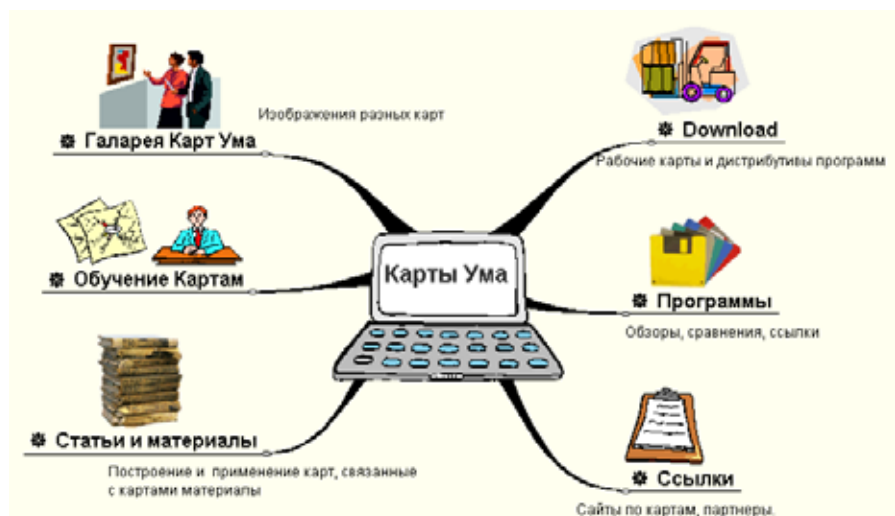 Изображения разных карт
Галарея Карт Ума
Обучение Картам
Статьи и материалы
Построение и применение карт, связанные
с картами материалы
Карты Ума
Download
Рабочие карты и дистрибутивы программ
Программы
Обзоры, сравнения, ссылки
Ссылки
Сайты по картам, партнеры.